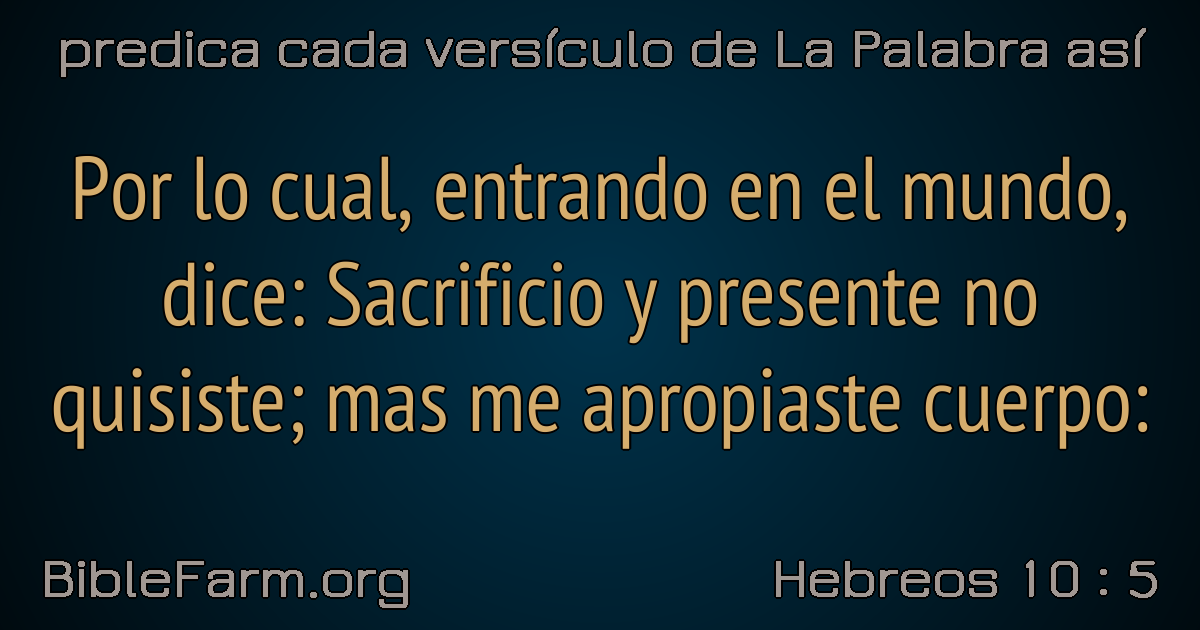 predica cada versículo de La Palabra así
Por lo cual, entrando en el mundo,
dice: Sacrificio y presente no
quisiste; mas me apropiaste cuerpo:
BibleFarm.org
Hebreos 10 : 5